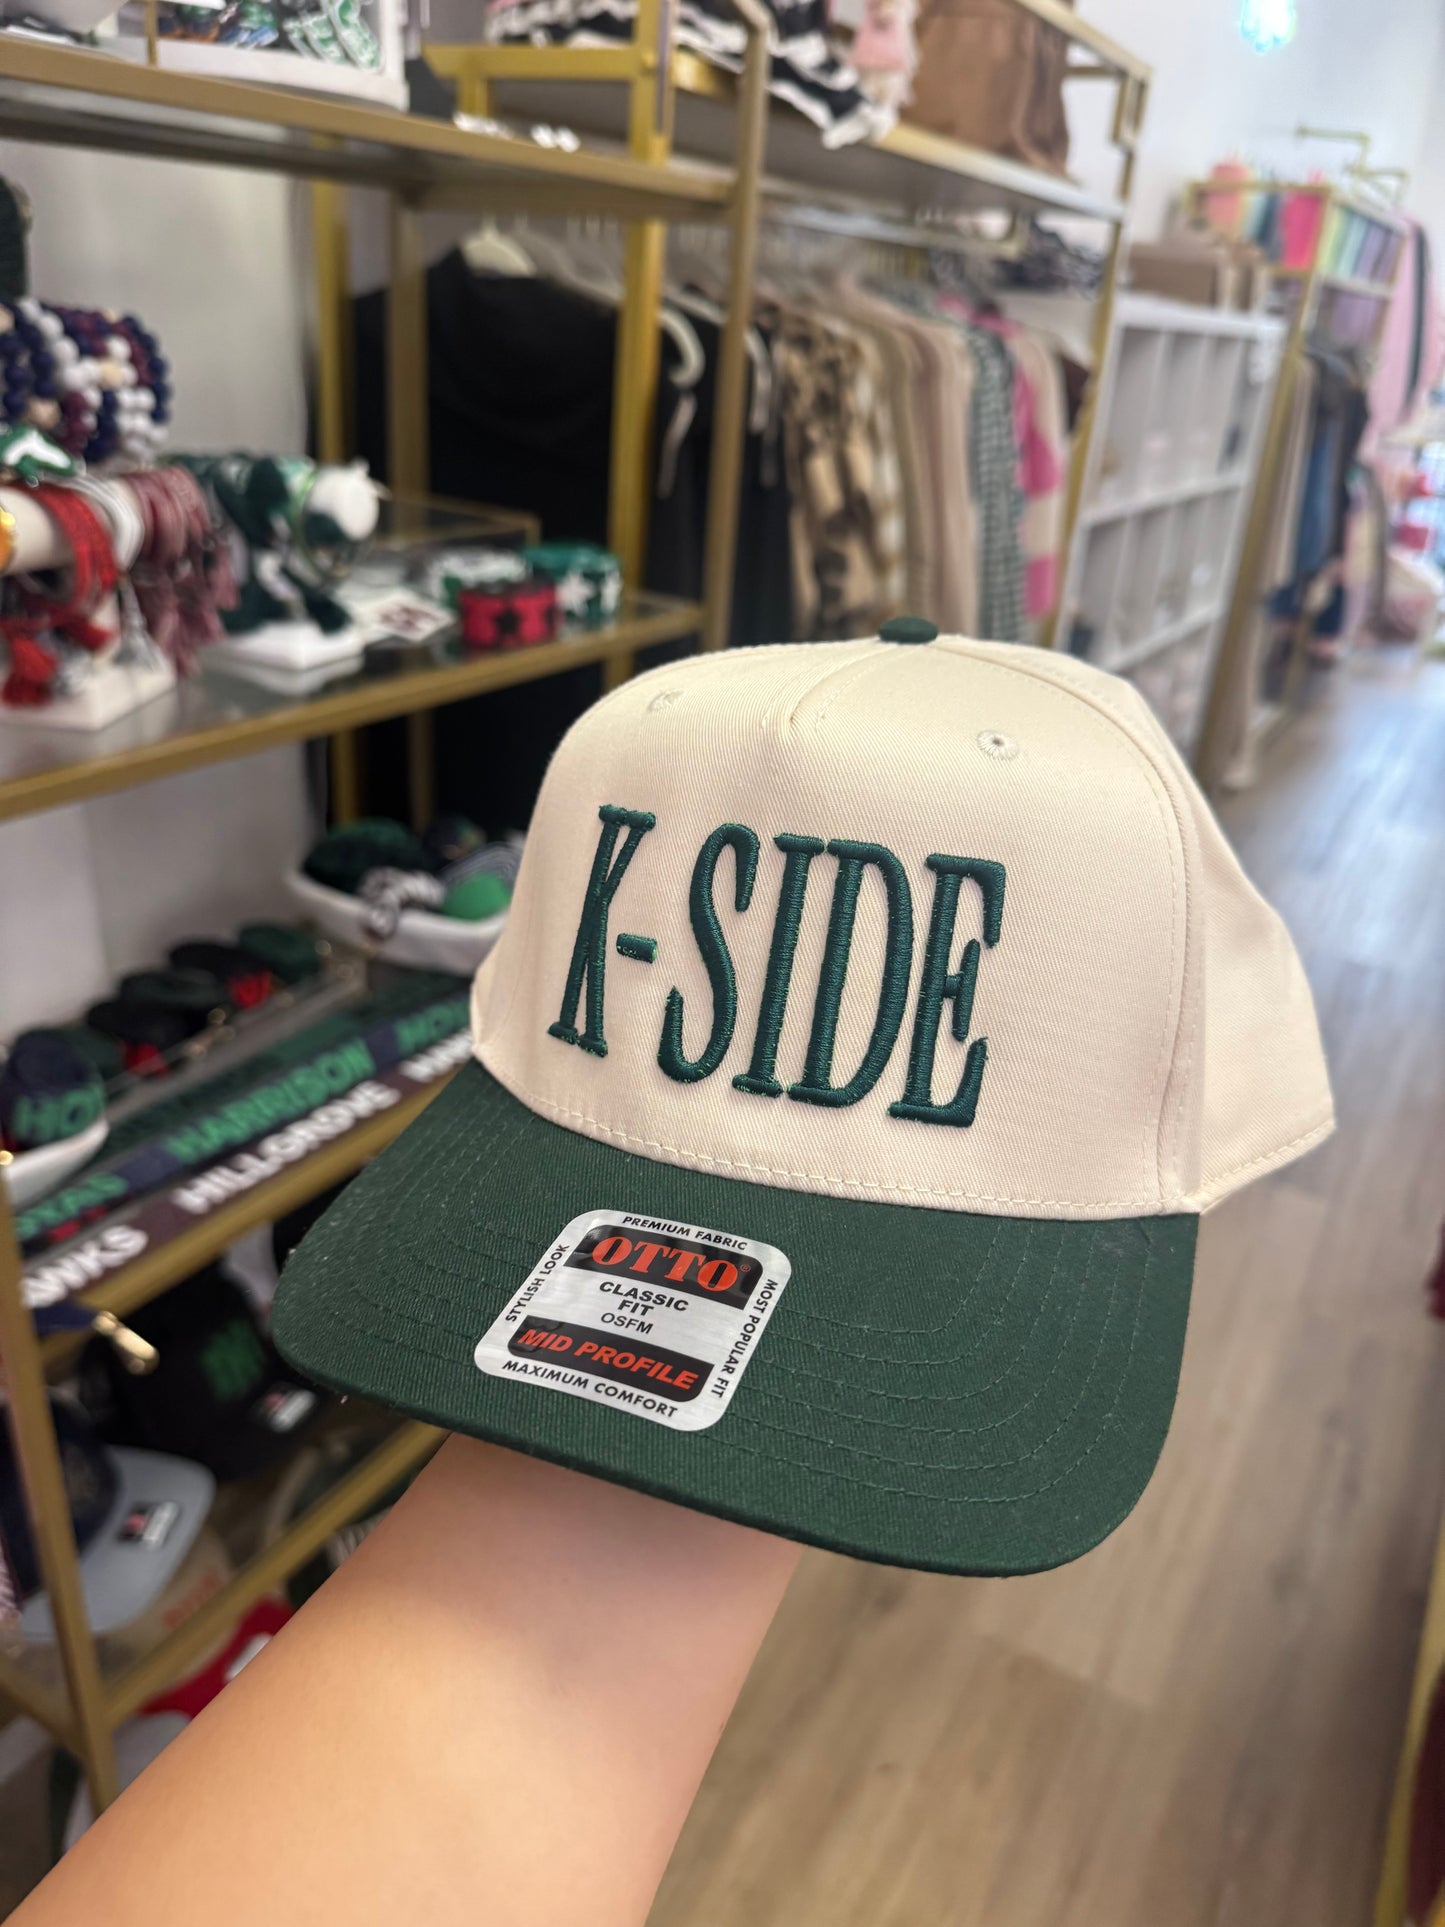 K-SIDE
PREMIUM FABRIC
STYLISH LOOK
OTTO®
CLASSIC
FIT
OSFM
MID PROFILE
MOST POPULAR FIT
MAXIMUM COMFORT
HARRISON
HILLGROVE